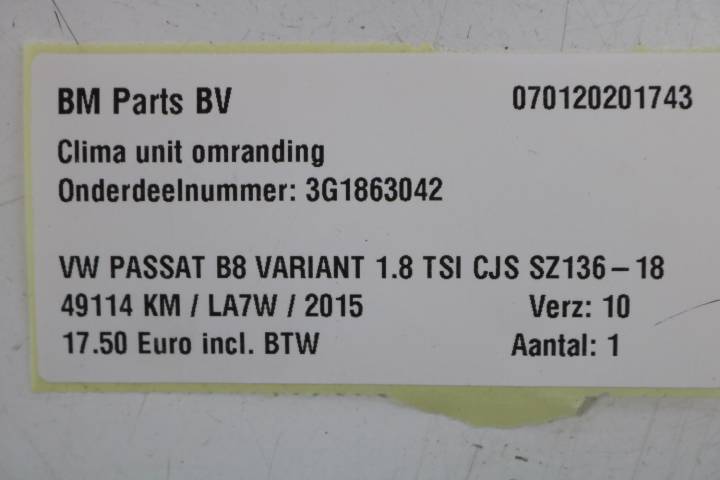 BM Parts BV 070120201743
Clima unit omranding
Onderdeelnummer: 3G1863042
VW PASSAT B8 VARIANT 1.8 TSI CJS SZ136-18
49114 KM / LA7W / 2015 Verz: 10
17.50 Euro incl. BTW Aantal: 1